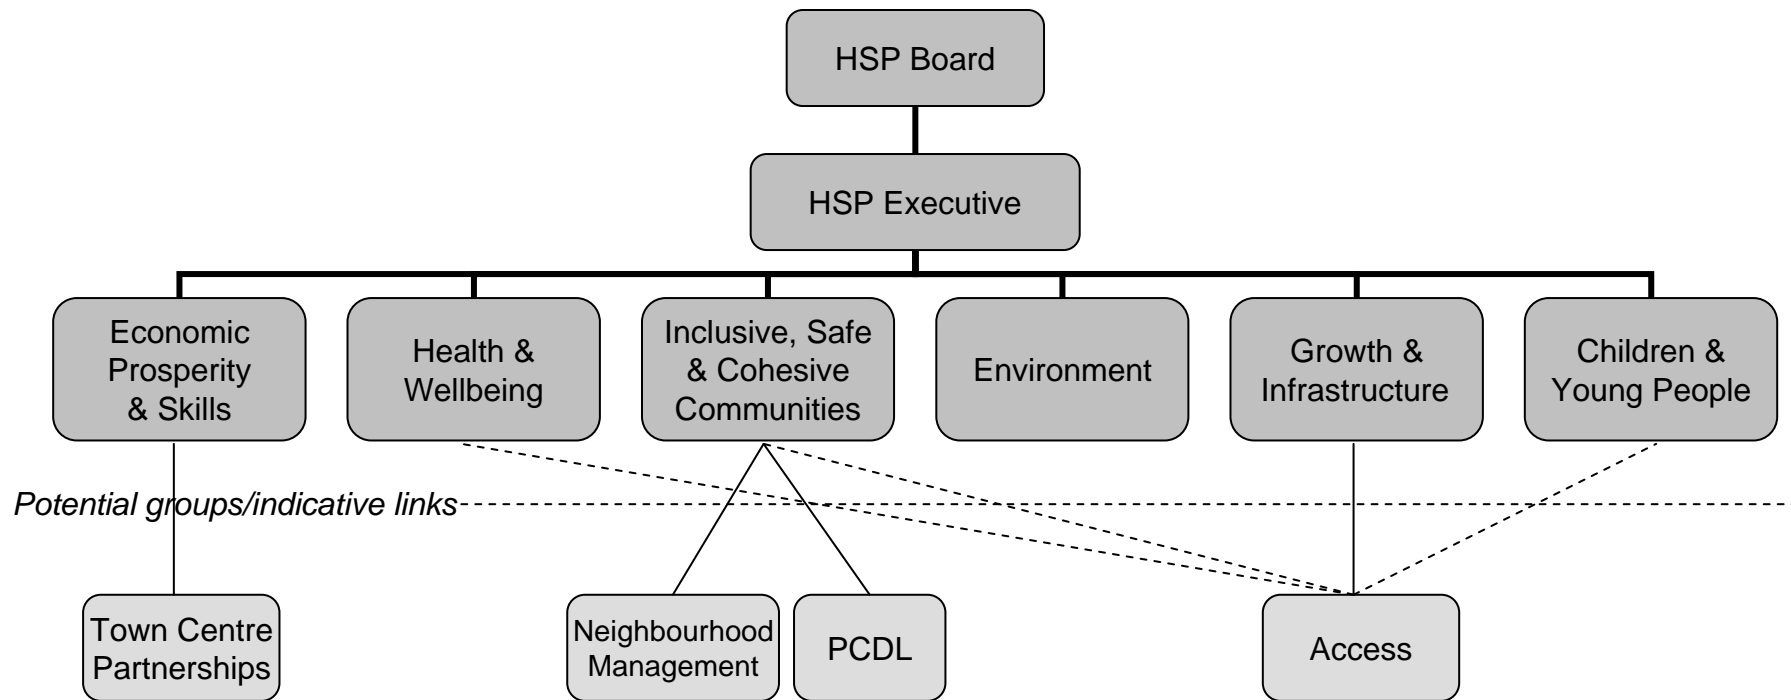 HSP Board
HSP Executive
Economic
Prosperity
& Skills
Health &
Wellbeing
Inclusive, Safe
& Cohesive
Communities
Environment
Growth &
Infrastructure
Children &
Young People
Potential groups/indicative links
Town Centre
Partnerships
Neighbourhood
Management
PCDL
Access